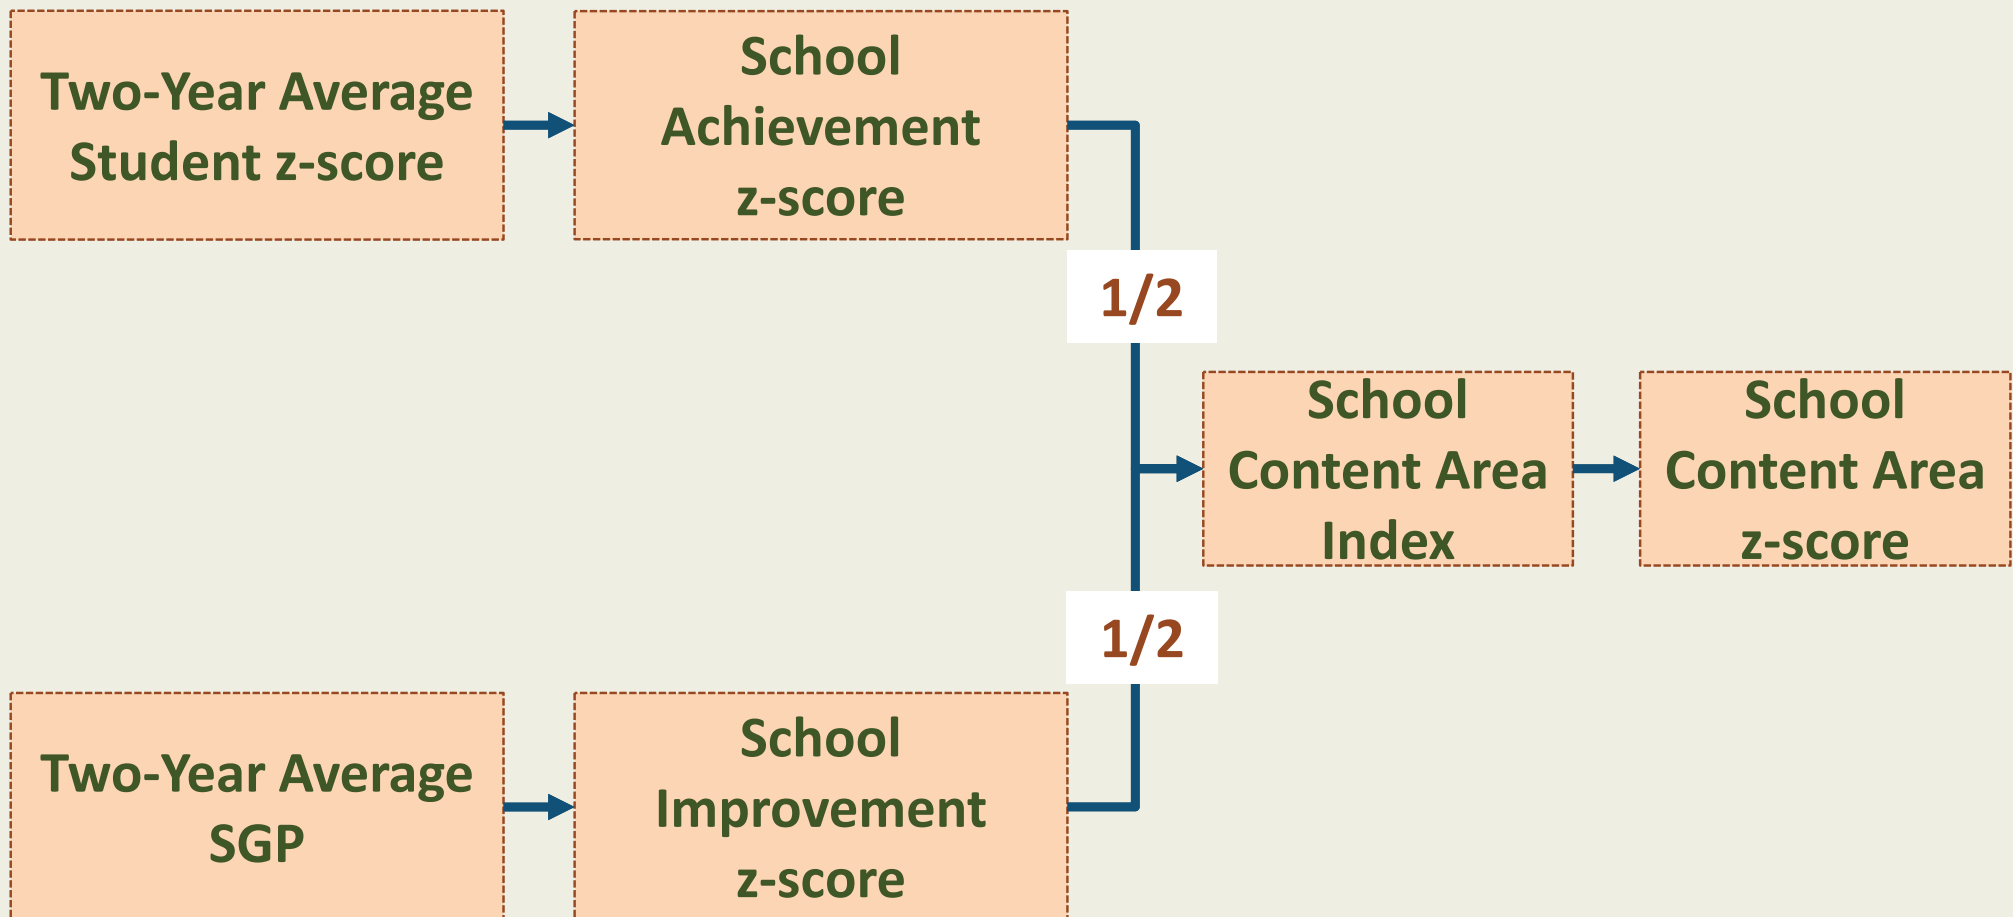 Two-Year Average
Student z-score
School
Achievement
z-score
1/2
School
Content Area
Index
School
Content Area
z-score
1/2
Two-Year Average
SGP
School
Improvement
z-score